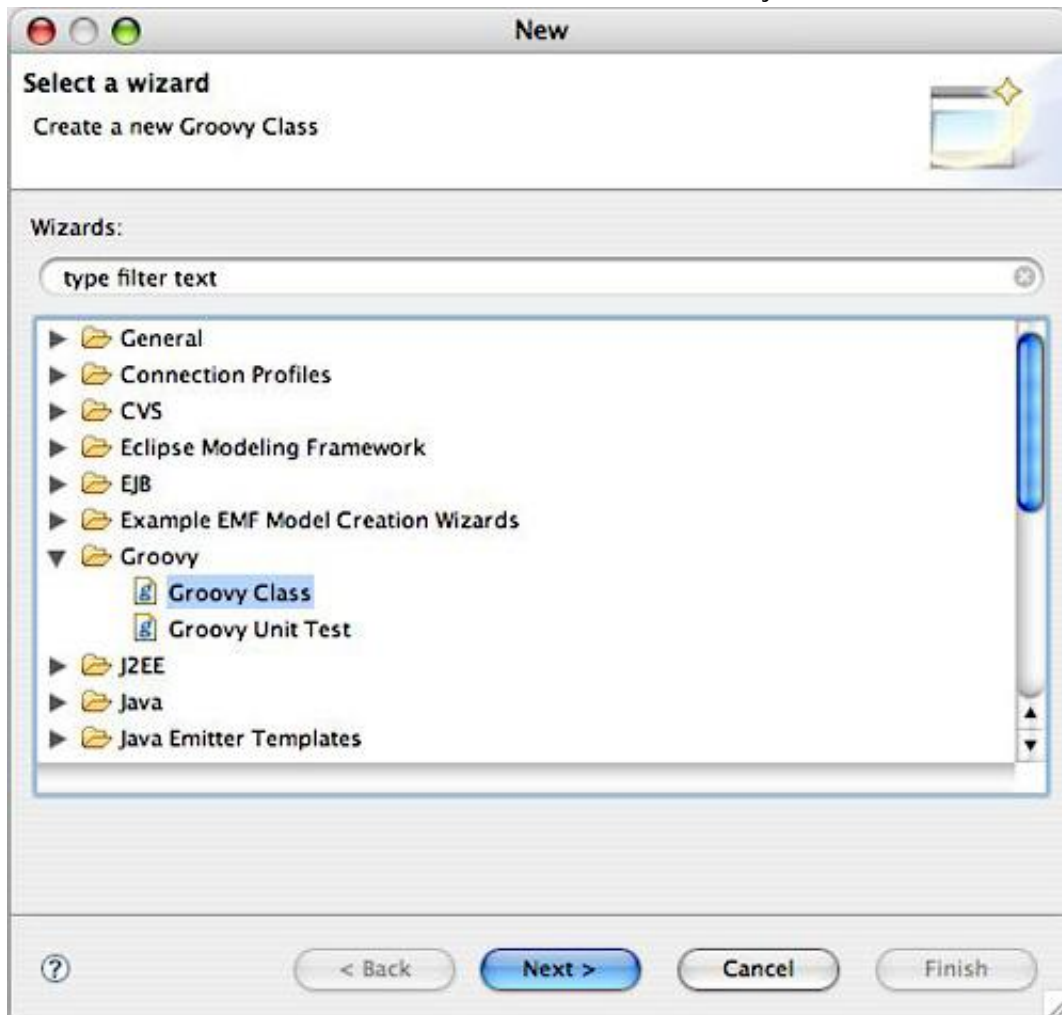 New
Select a wizard
Create a new Groovy Class
Wizards:
type filter text
General
Connection Profiles
CVS
Eclipse Modeling Framework
EJB
Example EMF Model Creation Wizards
Groovy
Groovy Class
Groovy Unit Test
J2EE
Java
Java Emitter Templates
? < Back Next > Cancel Finish